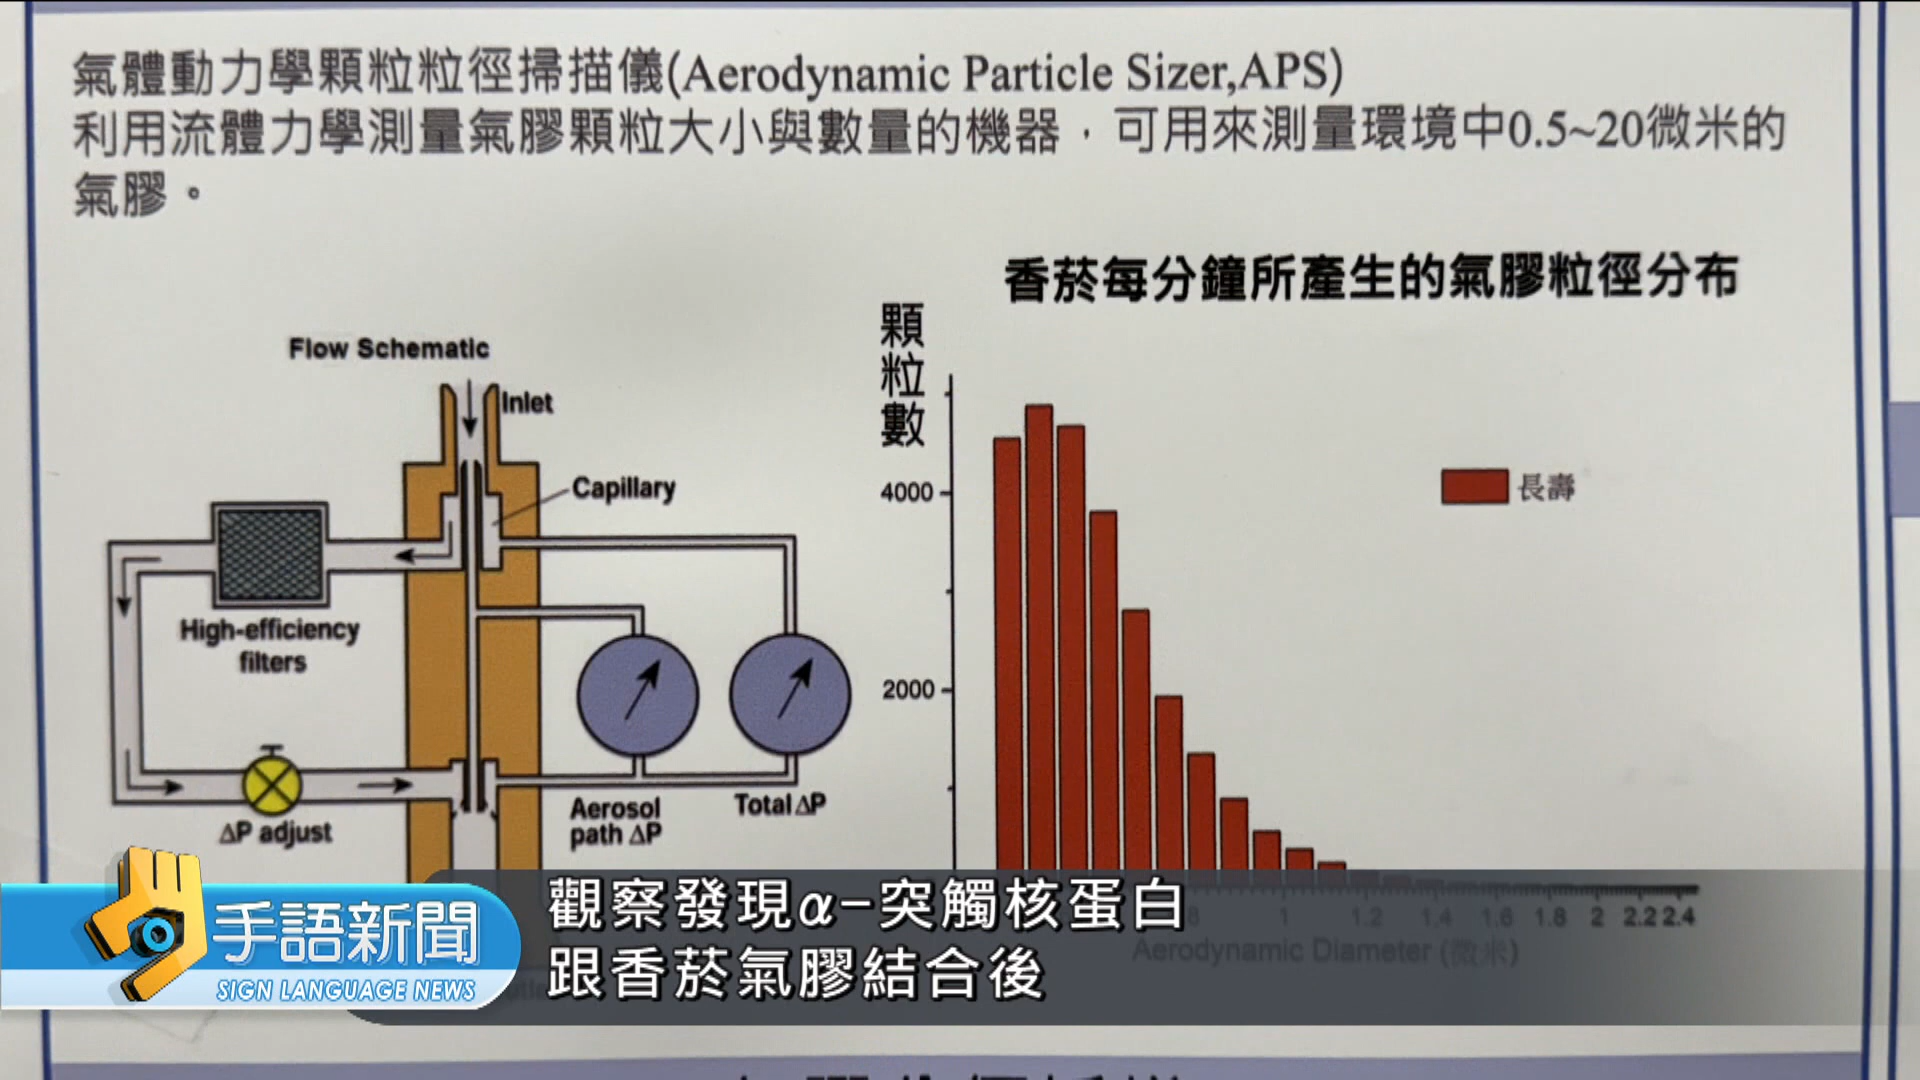 氣體動力學顆粒粒徑掃描儀(Aerodynamic Particle Sizer,APS)
利用流體力學測量氣膠顆粒大小與數量的機器，可用來測量環境中0.5~20微米的
氣膠。
Flow Schematic
Inlet
Capillary
High-efficiency
filters
ΔP adjust
Aerosol
path ΔP
Total ΔP
香菸每分鐘所產生的氣膠粒徑分布
顆粒數
4000
2000
長壽
8 1 1.2 1.4 1.6 1.8 2 2.2 2.4
Aerodynamic Diameter (微米)
手語新聞
SIGN LANGUAGE NEWS
觀察發現α-突觸核蛋白
跟香菸氣膠結合後